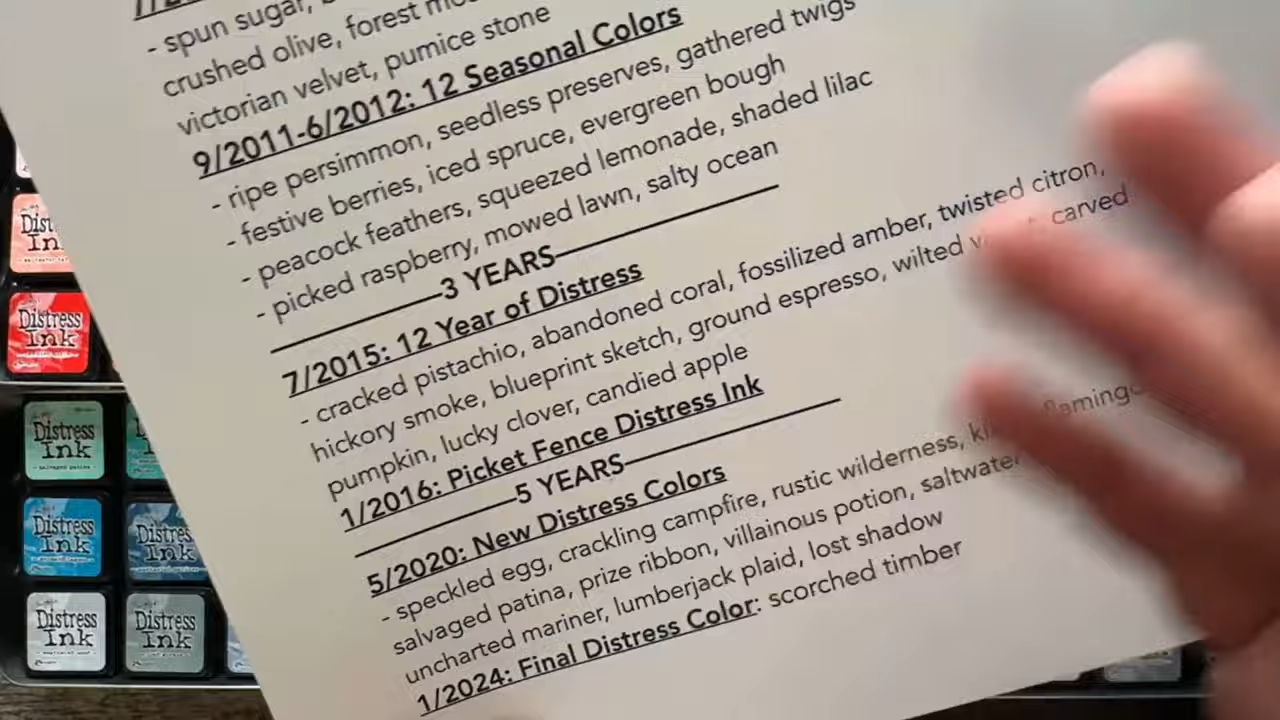 - spun sugar,
crushed olive, forest
victorian velvet, pumice stone
9/2011-6/2012: 12 Seasonal Colors
- ripe persimmon, seedless preserves, gathered twigs
- festive berries, iced spruce, evergreen bough
- peacock feathers, squeezed lemonade, shaded lilac
- picked raspberry, mowed lawn, salty ocean
3 YEARS
7/2015: 12 Year of Distress
- cracked pistachio, abandoned coral, fossilized amber, twisted citron,
hickory smoke, blueprint sketch, ground espresso, wilted carved
pumpkin, lucky clover, candied apple
1/2016: Picket Fence Distress Ink
5 YEARS
5/2020: New Distress Colors
- speckled egg, crackling campfire, rustic wilderness, flamingo
salvaged patina, prize ribbon, villainous potion, saltwater
uncharted mariner, lumberjack plaid, lost shadow
1/2024: Final Distress Color: scorched timber
Distress Ink
Distress Ink
Distress Ink
Distress Ink
Distress Ink
Distress Ink
Distress Ink